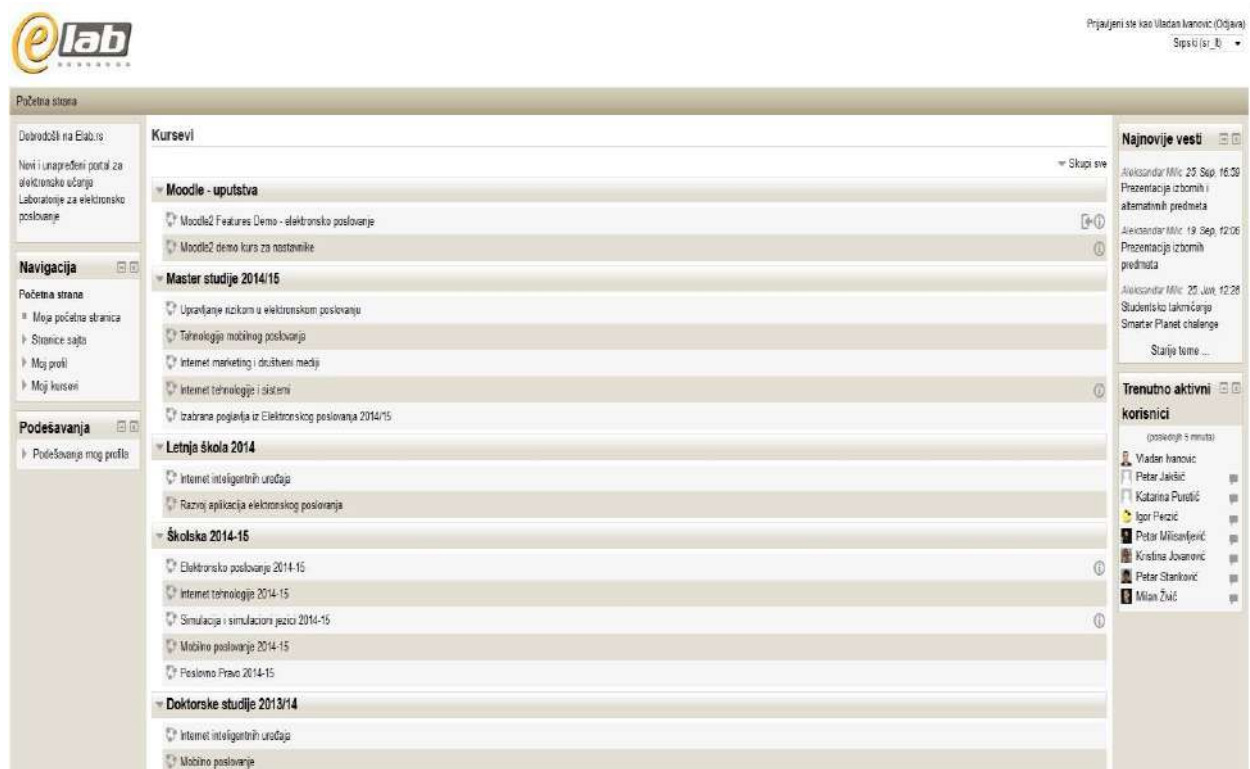 elab
Prijavljeni ste kao Vladan Ivanovic (Odjava)
Srpski (sr_lt)
Početna strana
Dobrodošli na Elab.rs
Novi i unapređeni portal za
elektronsko učenje
Laboratorije za elektronsko
poslovanje
Navigacija
Početna strana
Moja početna stranica
Stranice sajta
Moj profil
Moji kursevi
Podešavanja
Podešavanja mog profila
Kursevi
Skupi sve
Moodle - uputstva
Moodle2 Features Demo - elektronsko poslovanje
Moodle2 demo kurs za nastavnike
Master studije 2014/15
Upravljanje rizikom u elektronskom poslovanju
Tehnologije mobilnog poslovanja
Internet marketing i društveni mediji
Internet tehnologije i sistemi
Izabrana poglavlja iz Elektronskog poslovanja 2014/15
Letnja škola 2014
Internet inteligentnih uređaja
Razvoj aplikacija elektronskog poslovanja
Školska 2014-15
Elektronsko poslovanje 2014-15
Internet tehnologije 2014-15
Simulacija i simulacioni jezici 2014-15
Mobilno poslovanje 2014-15
Poslovno Pravo 2014-15
Doktorske studije 2013/14
Internet inteligentnih uređaja
Mobilno poslovanje
Najnovije vesti
Aleksandar Milic 25 Sep, 16:39
Prezentacija izbornih i
alternativnih predmeta
Aleksandar Milic 19 Sep, 12:06
Prezentacija izbornih
predmeta
Aleksandar Milic 25 Jun, 12:26
Studentsko takmičenje
Smarter Planet chalenge
Starije teme ...
Trenutno aktivni
korisnici
(poslednjih 5 minuta)
Vladan Ivanovic
Petar Jakšić
Katarina Puretić
Igor Perzić
Petar Milisavljević
Kristina Jovanović
Petar Stanković
Milan Živić